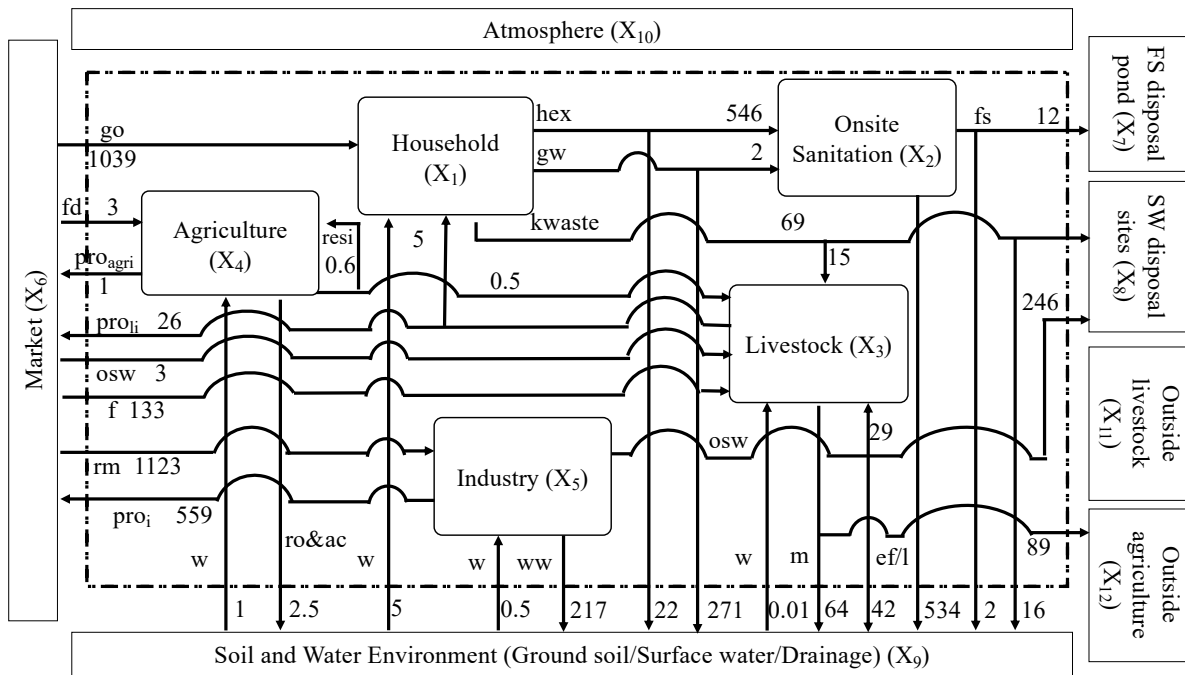 Atmosphere (X10)
Market (X6)
FS disposal
pond (X7)
SW disposal
sites (X8)
Outside
livestock
(X11)
Outside
agriculture
(X12)
go
1039
Household
(X1)
hex
546
gw
2
Onsite
Sanitation (X2)
fs
12
fd 3
Agriculture
(X4)
resi
0.6
5
kwaste
69
15
proagri
1
0.5
246
proli 26
osw 3
f 133
Livestock (X3)
rm 1123
Industry (X5)
osw
29
proi 559
ro&ac
w
w
w
ww
w
m
ef/l
89
1
2.5
5
0.5
217
22
271
0.01
64
42
534
2
16
Soil and Water Environment (Ground soil/Surface water/Drainage) (X9)